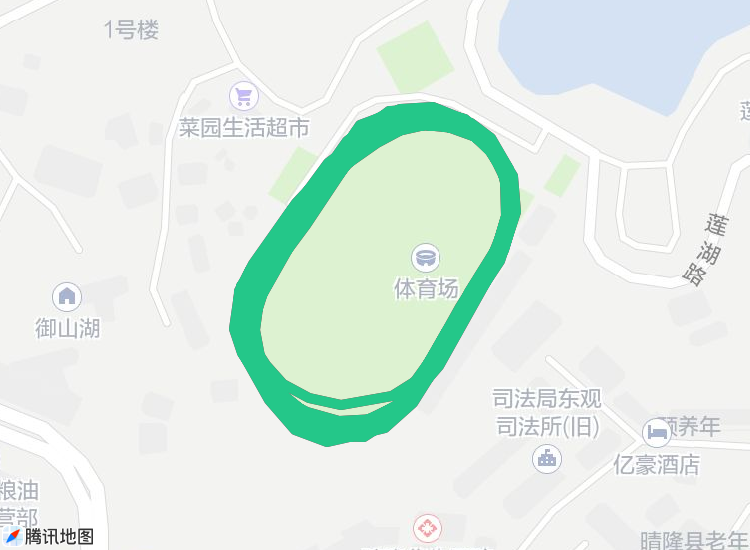 1号楼
菜园生活超市
莲湖路
体育场
御山湖
司法局东观
司法所(旧)
颐养年
亿豪酒店
粮油
营部
腾讯地图
晴隆县老年